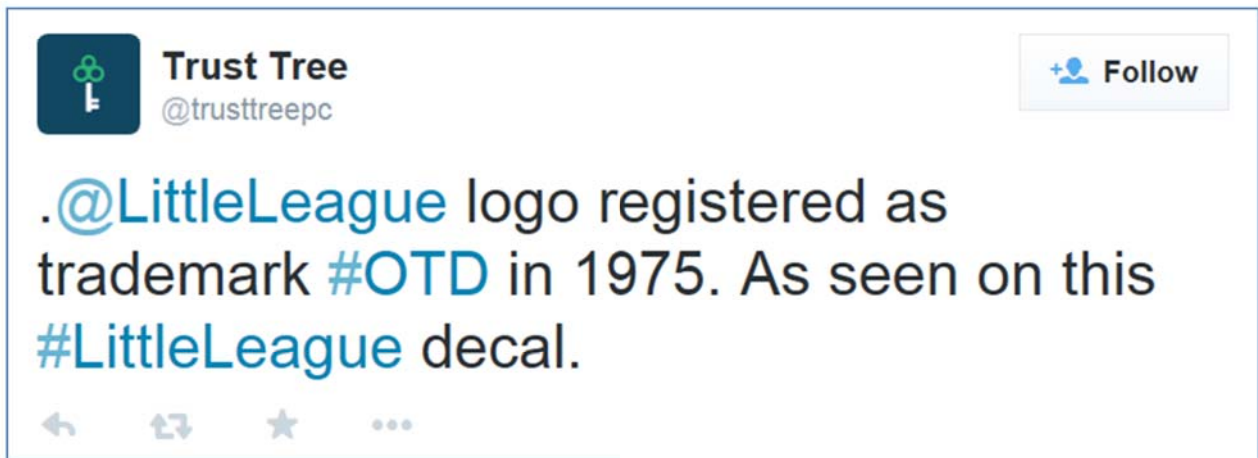 Trust Tree
@trusttreepc
Follow
.@LittleLeague logo registered as
trademark #OTD in 1975. As seen on this
#LittleLeague decal.